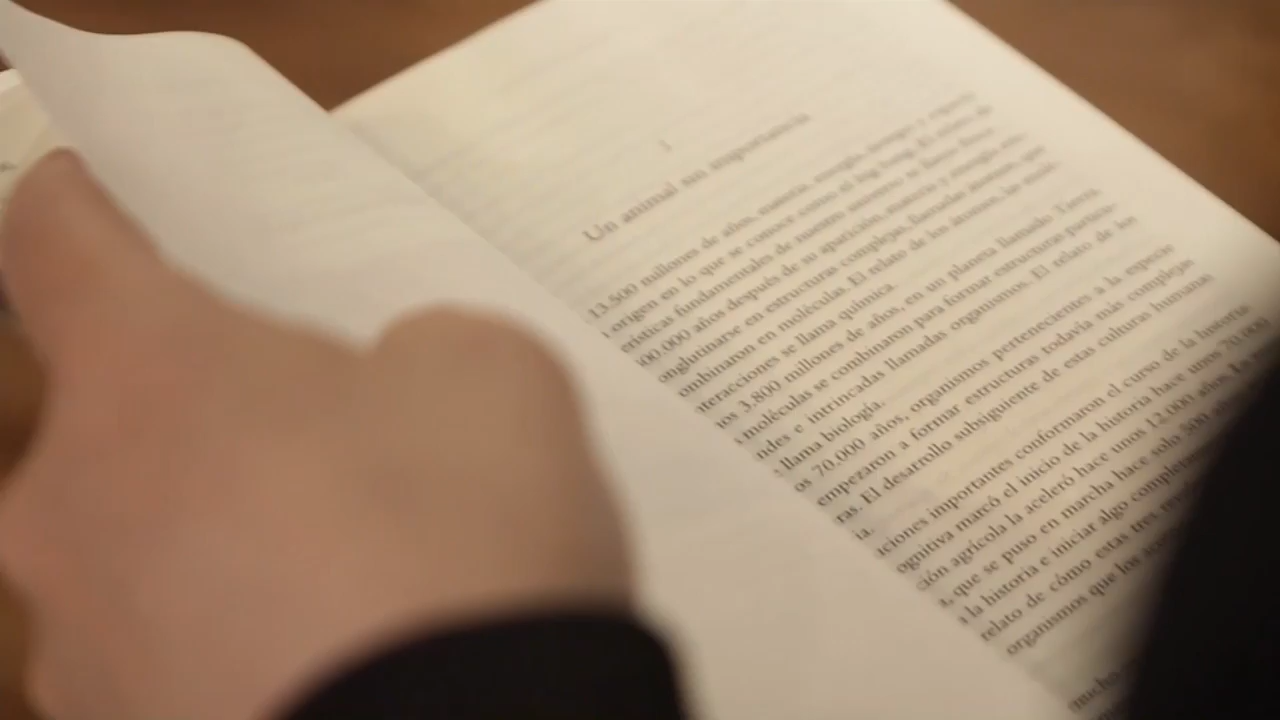 I
Un animal sin importancia
13.500 millones de años, materia, energía, tiempo y espacio
origen en lo que se conoce como el big bang. El relato de
erísticas fundamentales de nuestro universo se llama física.
300.000 años después de su aparición, materia y energía em-
onglutinarse en estructuras complejas, llamadas átomos, que
ombinaron en moléculas. El relato de los átomos, las molé-
nteracciones se llama química.
nos 3.800 millones de años, en un planeta llamado Tierra,
moléculas se combinaron para formar estructuras particu-
ndes e intrincadas llamadas organismos. El relato de los
llama biología.
os 70.000 años, organismos pertenecientes a la especie
empezaron a formar estructuras todavía más complejas
ras. El desarrollo subsiguiente de estas culturas humanas
ia.
uciones importantes conformaron el curso de la historia:
ognitiva marcó el inicio de la historia hace unos 70.000
ción agrícola la aceleró hace unos 12.000 años. La
a, que se puso en marcha hace solo 500
a la historia e iniciar algo
relato de cómo estas tres
organismos que los
mucho